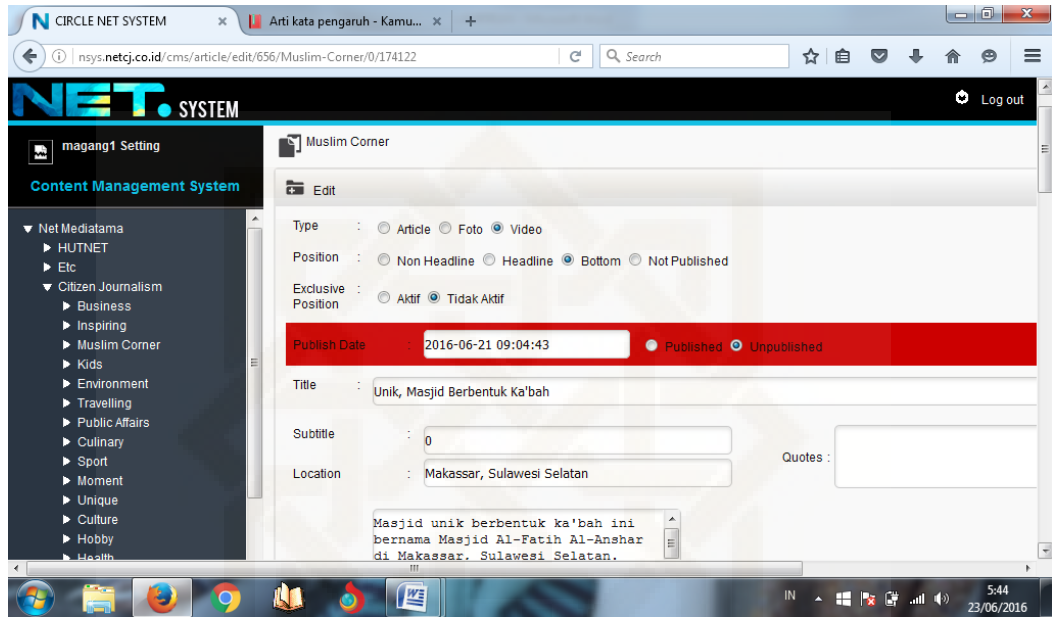 CIRCLE NET SYSTEM
Arti kata pengaruh - Kamu...
nsys.netcj.co.id/cms/article/edit/656/Muslim-Corner/0/174122
Search
NET. SYSTEM
Log out
magang1 Setting
Content Management System
Net Mediatama
HUTNET
Etc
Citizen Journalism
Business
Inspiring
Muslim Corner
Kids
Environment
Travelling
Public Affairs
Culinary
Sport
Moment
Unique
Culture
Hobby
Health
Muslim Corner
Edit
Type : Article Foto Video
Position : Non Headline Headline Bottom Not Published
Exclusive Position : Aktif Tidak Aktif
Publish Date : 2016-06-21 09:04:43 Published Unpublished
Title : Unik, Masjid Berbentuk Ka'bah
Subtitle : 0
Quotes :
Location : Makassar, Sulawesi Selatan
Masjid unik berbentuk ka'bah ini
bernama Masjid Al-Fatih Al-Anshar
di Makassar, Sulawesi Selatan.
IN
5:44
23/06/2016